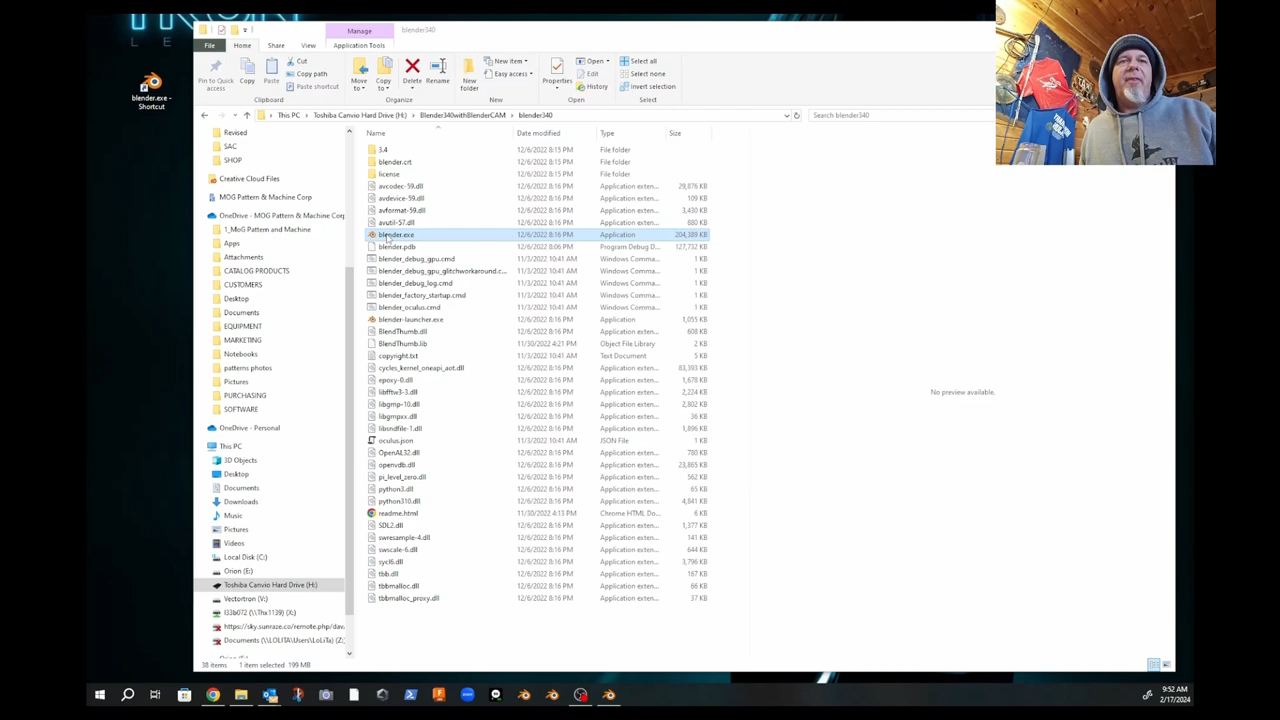 L E
blender.exe -
Shortcut
Manage
blender340
File
Home
Share
View
Application Tools
Pin to Quick
access
Copy
Paste
Cut
Copy path
Paste shortcut
Clipboard
Move
to
Copy
to
Delete
Rename
Organize
New
folder
New item
Easy access
New
Properties
Open
Edit
History
Open
Select all
Select none
Invert selection
Select
This PC > Toshiba Canvio Hard Drive (H:) > Blender340withBlenderCAM > blender340
Search blender340
Revised
SAC
SHOP
Creative Cloud Files
MOG Pattern & Machine Corp
OneDrive - MOG Pattern & Machine Corp
1_MoG Pattern and Machine
Apps
Attachments
CATALOG PRODUCTS
CUSTOMERS
Desktop
Documents
EQUIPMENT
MARKETING
Notebooks
patterns photos
Pictures
PURCHASING
SOFTWARE
OneDrive - Personal
This PC
3D Objects
Desktop
Documents
Downloads
Music
Pictures
Videos
Local Disk (C:)
Orion (E:)
Toshiba Canvio Hard Drive (H:)
Vectortron (V:)
l33b072 (\\Thx1139) (X:)
https://sky.sunraze.co/remote.php/dav
Documents (\\LOLITA\Users\LoLiTa) (Z:)
Name Date modified Type Size
3.4 12/6/2022 8:15 PM File folder
blender.crt 12/6/2022 8:15 PM File folder
license 12/6/2022 8:15 PM File folder
avcodec-59.dll 12/6/2022 8:16 PM Application exten... 29,876 KB
avdevice-59.dll 12/6/2022 8:16 PM Application exten... 109 KB
avformat-59.dll 12/6/2022 8:16 PM Application exten... 3,430 KB
avutil-57.dll 12/6/2022 8:16 PM Application exten... 880 KB
blender.exe 12/6/2022 8:16 PM Application 204,389 KB
blender.pdb 12/6/2022 8:06 PM Program Debug D... 127,732 KB
blender_debug_gpu.cmd 11/3/2022 10:41 AM Windows Comma... 1 KB
blender_debug_gpu_glitchworkaround.c... 11/3/2022 10:41 AM Windows Comma... 1 KB
blender_debug_log.cmd 11/3/2022 10:41 AM Windows Comma... 1 KB
blender_factory_startup.cmd 11/3/2022 10:41 AM Windows Comma... 1 KB
blender_oculus.cmd 11/3/2022 10:41 AM Windows Comma... 1 KB
blender-launcher.exe 12/6/2022 8:16 PM Application 1,055 KB
BlendThumb.dll 12/6/2022 8:16 PM Application exten... 608 KB
BlendThumb.lib 11/30/2022 4:21 PM Object File Library 2 KB
copyright.txt 11/3/2022 10:41 AM Text Document 5 KB
cycles_kernel_oneapi_aot.dll 12/6/2022 8:16 PM Application exten... 83,393 KB
epoxy-0.dll 12/6/2022 8:16 PM Application exten... 1,678 KB
libfftw3-3.dll 12/6/2022 8:16 PM Application exten... 2,224 KB
libgmp-10.dll 12/6/2022 8:16 PM Application exten... 2,802 KB
libgmpxx.dll 12/6/2022 8:16 PM Application exten... 36 KB
libsndfile-1.dll 12/6/2022 8:16 PM Application exten... 1,896 KB
oculus.json 11/3/2022 10:41 AM JSON File 1 KB
OpenAL32.dll 12/6/2022 8:16 PM Application exten... 780 KB
openvdb.dll 12/6/2022 8:16 PM Application exten... 23,865 KB
pi_level_zero.dll 12/6/2022 8:16 PM Application exten... 562 KB
python3.dll 12/6/2022 8:16 PM Application exten... 65 KB
python310.dll 12/6/2022 8:16 PM Application exten... 4,841 KB
readme.html 11/30/2022 4:13 PM Chrome HTML Do... 6 KB
SDL2.dll 12/6/2022 8:16 PM Application exten... 1,377 KB
swresample-4.dll 12/6/2022 8:16 PM Application exten... 141 KB
swscale-6.dll 12/6/2022 8:16 PM Application exten... 644 KB
sycl6.dll 12/6/2022 8:16 PM Application exten... 3,796 KB
tbb.dll 12/6/2022 8:16 PM Application exten... 167 KB
tbbmalloc.dll 12/6/2022 8:16 PM Application exten... 66 KB
tbbmalloc_proxy.dll 12/6/2022 8:16 PM Application exten... 37 KB
No preview available.
38 items 1 item selected 199 MB
9:52 AM
2/17/2024